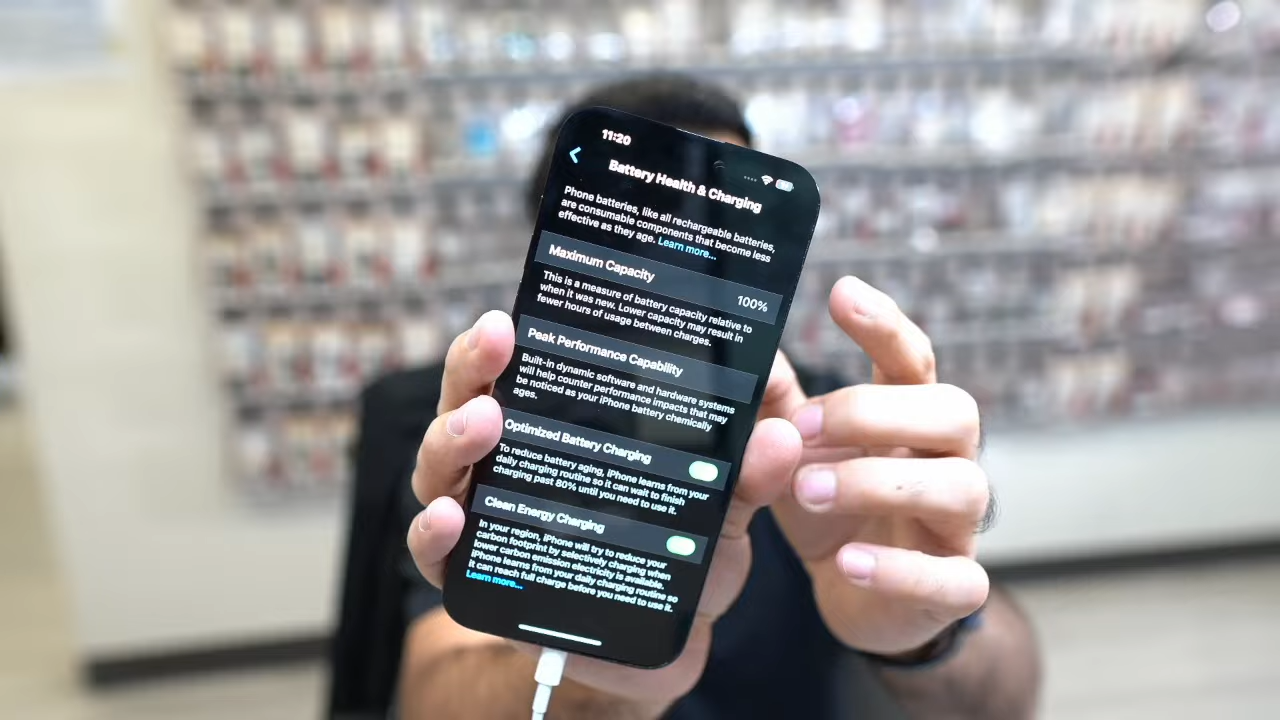 11:20
Battery Health & Charging
Phone batteries, like all rechargeable batteries,
are consumable components that become less
effective as they age. Learn more...
Maximum Capacity
100%
This is a measure of battery capacity relative to
when it was new. Lower capacity may result in
fewer hours of usage between charges.
Peak Performance Capability
Built-in dynamic software and hardware systems
will help counter performance impacts that may
be noticed as your iPhone battery chemically
ages.
Optimized Battery Charging
To reduce battery aging, iPhone learns from your
daily charging routine so it can wait to finish
charging past 80% until you need to use it.
Clean Energy Charging
In your region, iPhone will try to reduce your
carbon footprint by selectively charging when
lower carbon emission electricity is available.
iPhone learns from your daily charging routine so
it can reach full charge before you need to use it.
Learn more...